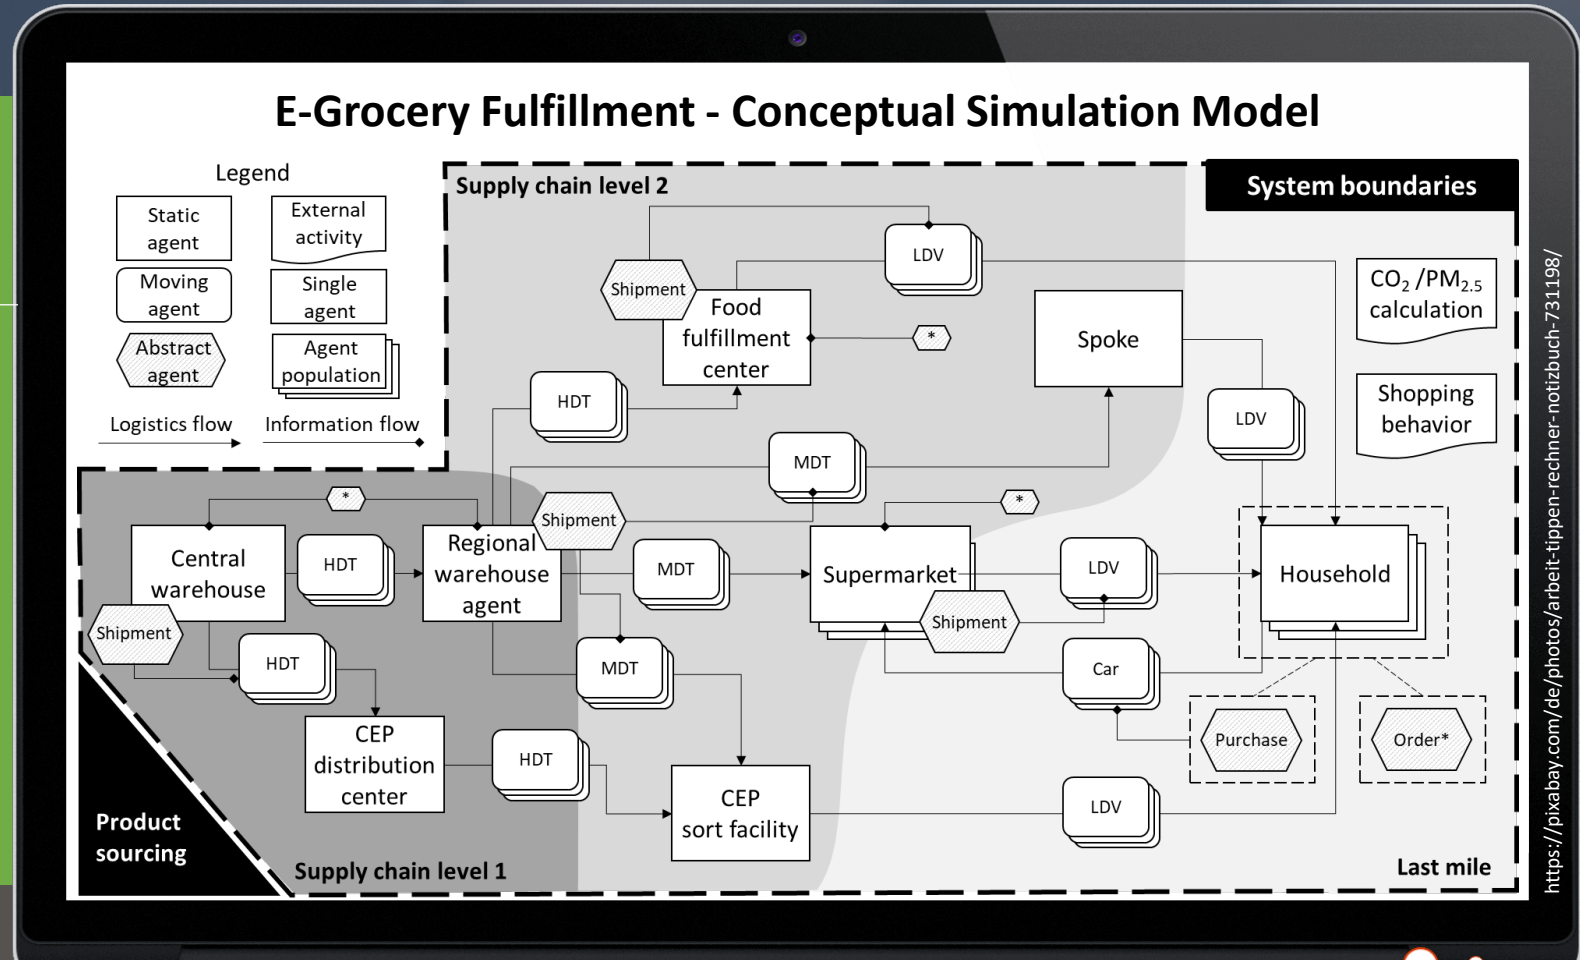 E-Grocery Fulfillment - Conceptual Simulation Model
Legend
Static
agent
External
activity
Moving
agent
Single
agent
Abstract
agent
Agent
population
Logistics flow
Information flow
Supply chain level 2
System boundaries
LDV
Shipment
Food
fulfillment
center
*
Spoke
CO₂ /PM₂.₅
calculation
Shopping
behavior
HDT
LDV
MDT
*
Shipment
*
Central
warehouse
HDT
Regional
warehouse
agent
MDT
Supermarket
LDV
Household
Shipment
Shipment
HDT
MDT
Car
CEP
distribution
center
HDT
CEP
sort facility
Purchase
Order*
LDV
Product
sourcing
Supply chain level 1
Last mile
https://pixabay.com/de/photos/arbeit-tippen-rechner-notizbuch-731198/